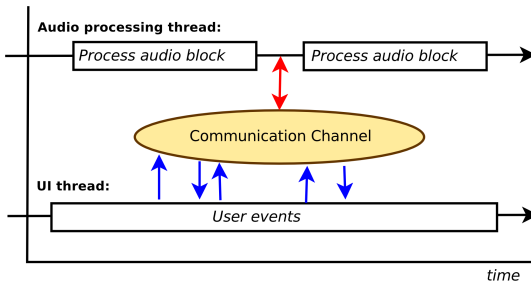 Audio processing thread:
Process audio block
Process audio block
Communication Channel
UI thread:
User events
time